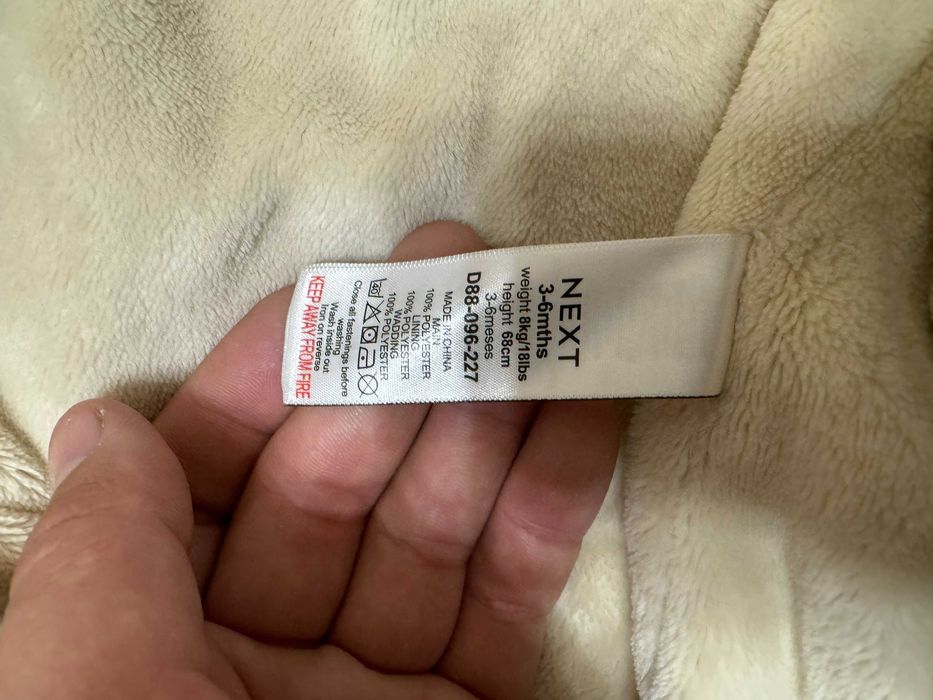 NEXT
3-6mths
weight 8kg/18lbs
height 68cm
3-6meses
D88-096-227
MADE IN CHINA
MAIN
100% POLYESTER
LINING
100% POLYESTER
WADDING
100% POLYESTER
40
Close all fastenings before
washing
Wash inside out
Iron on reverse
KEEP AWAY FROM FIRE